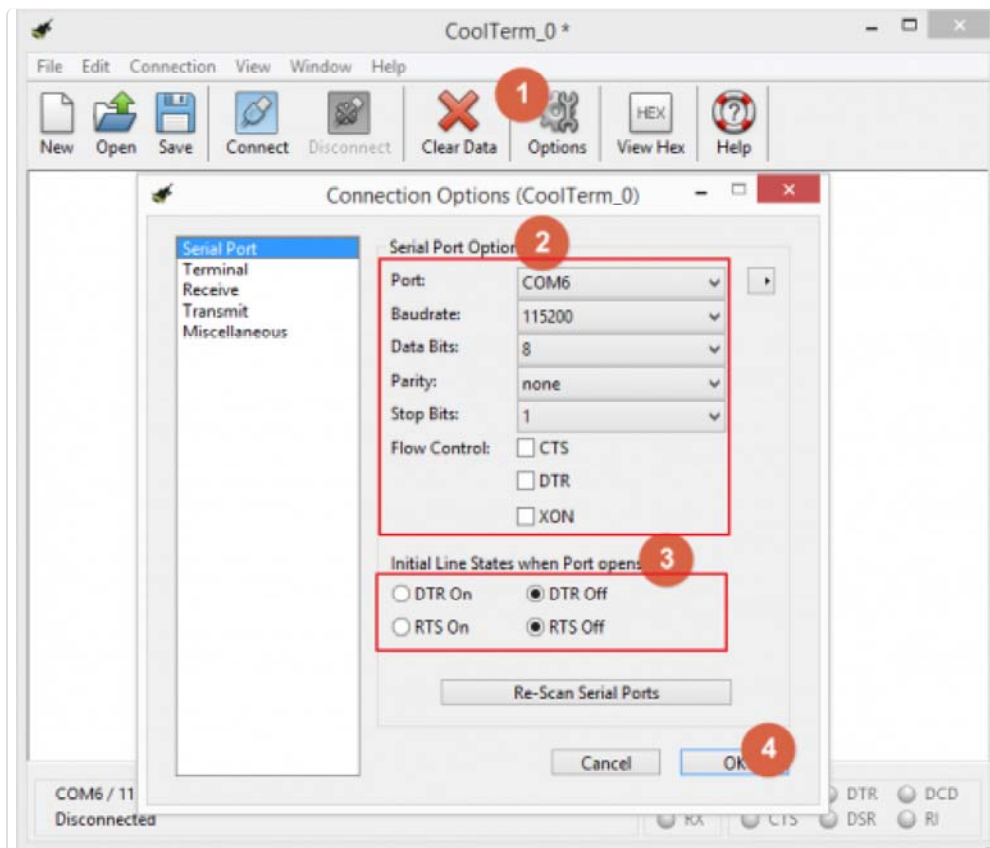 CoolTerm_0 *
File Edit Connection View Window Help
1
HEX
New Open Save Connect Disconnect Clear Data Options View Hex Help
Connection Options (CoolTerm_0)
2
Serial Port
Terminal
Receive
Transmit
Miscellaneous
Serial Port Option
Port: COM6
Baudrate: 115200
Data Bits: 8
Parity: none
Stop Bits: 1
Flow Control: CTS
DTR
XON
3
Initial Line States when Port opens
DTR On DTR Off
RTS On RTS Off
Re-Scan Serial Ports
4
Cancel OK
COM6 / 11 DTR DCD
Disconnected RX CTS DSR RI